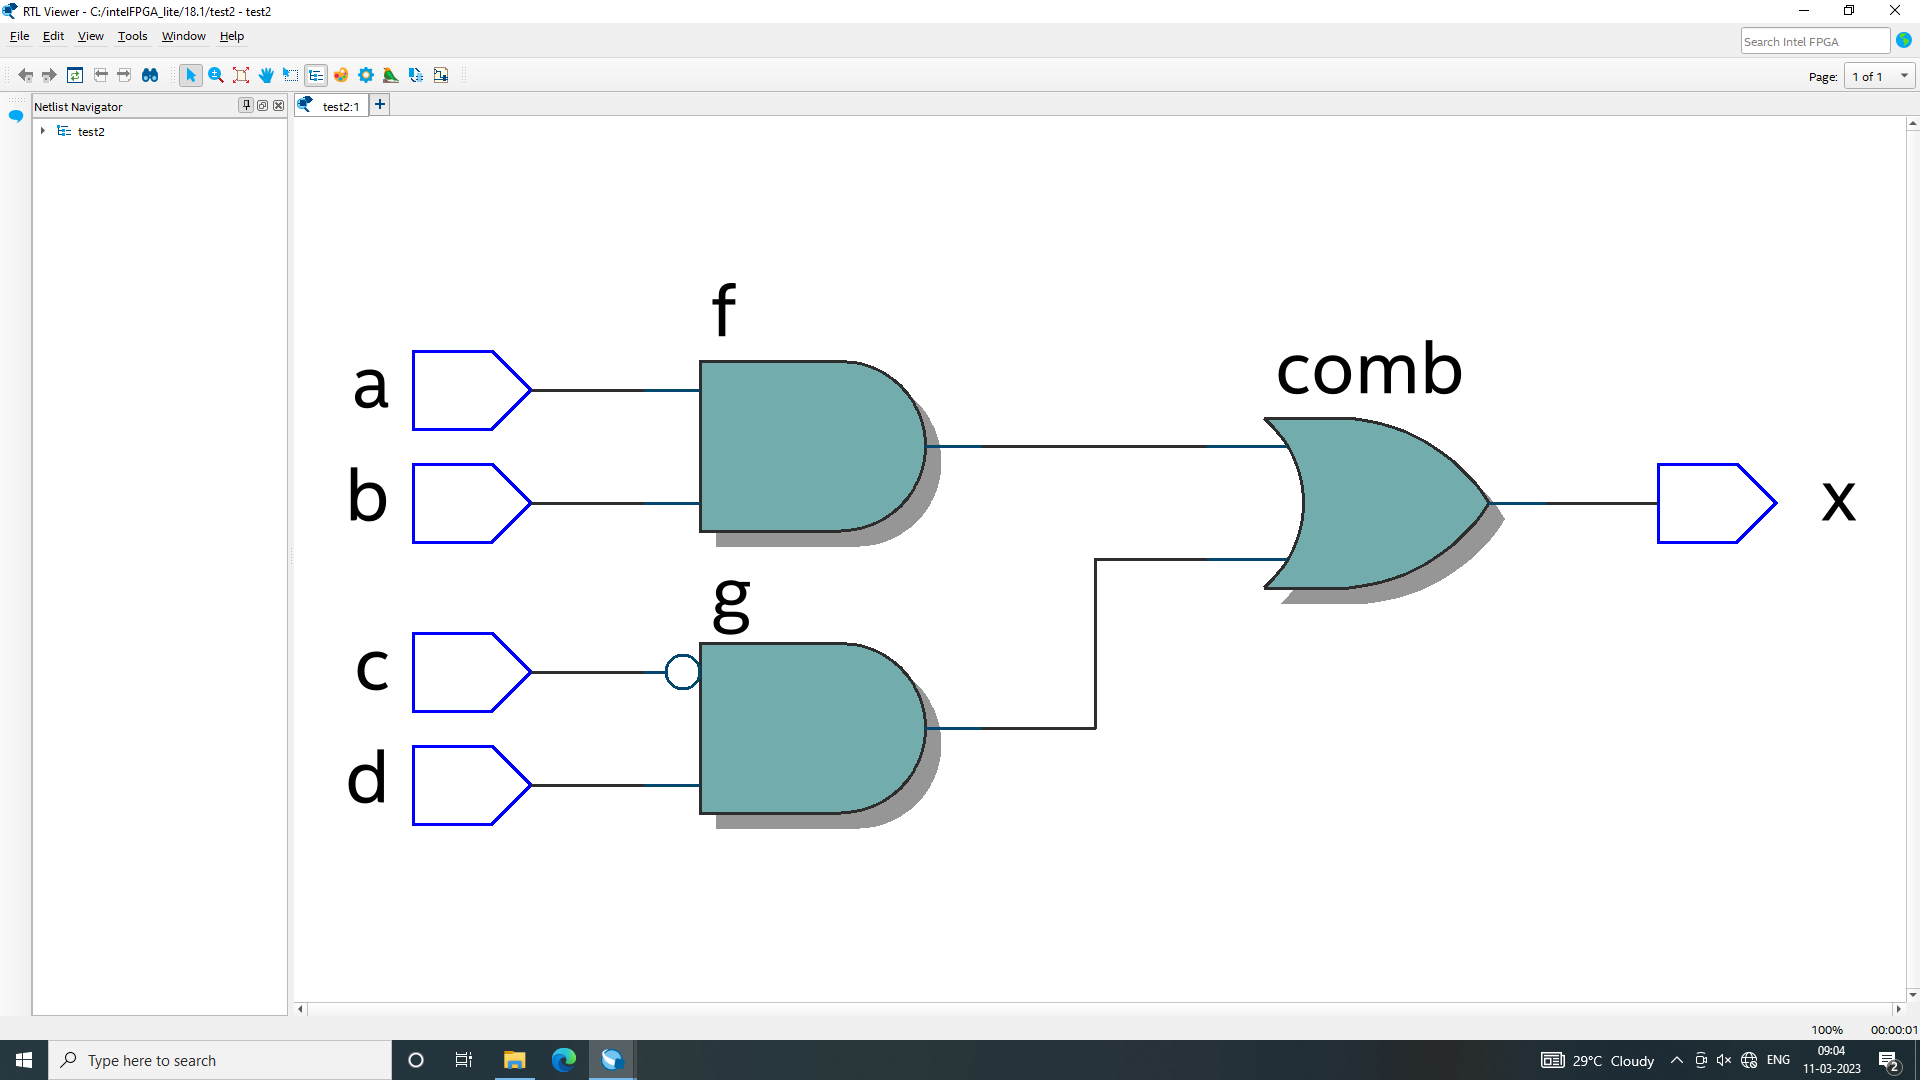 RTL Viewer - C:/intelFPGA_lite/18.1/test2 - test2
File Edit View Tools Window Help
Search Intel FPGA
Page: 1 of 1
Netlist Navigator
test2:1
test2
f
a
comb
b
x
g
c
d
100% 00:00:01
Type here to search
29°C Cloudy
ENG
09:04
11-03-2023
2